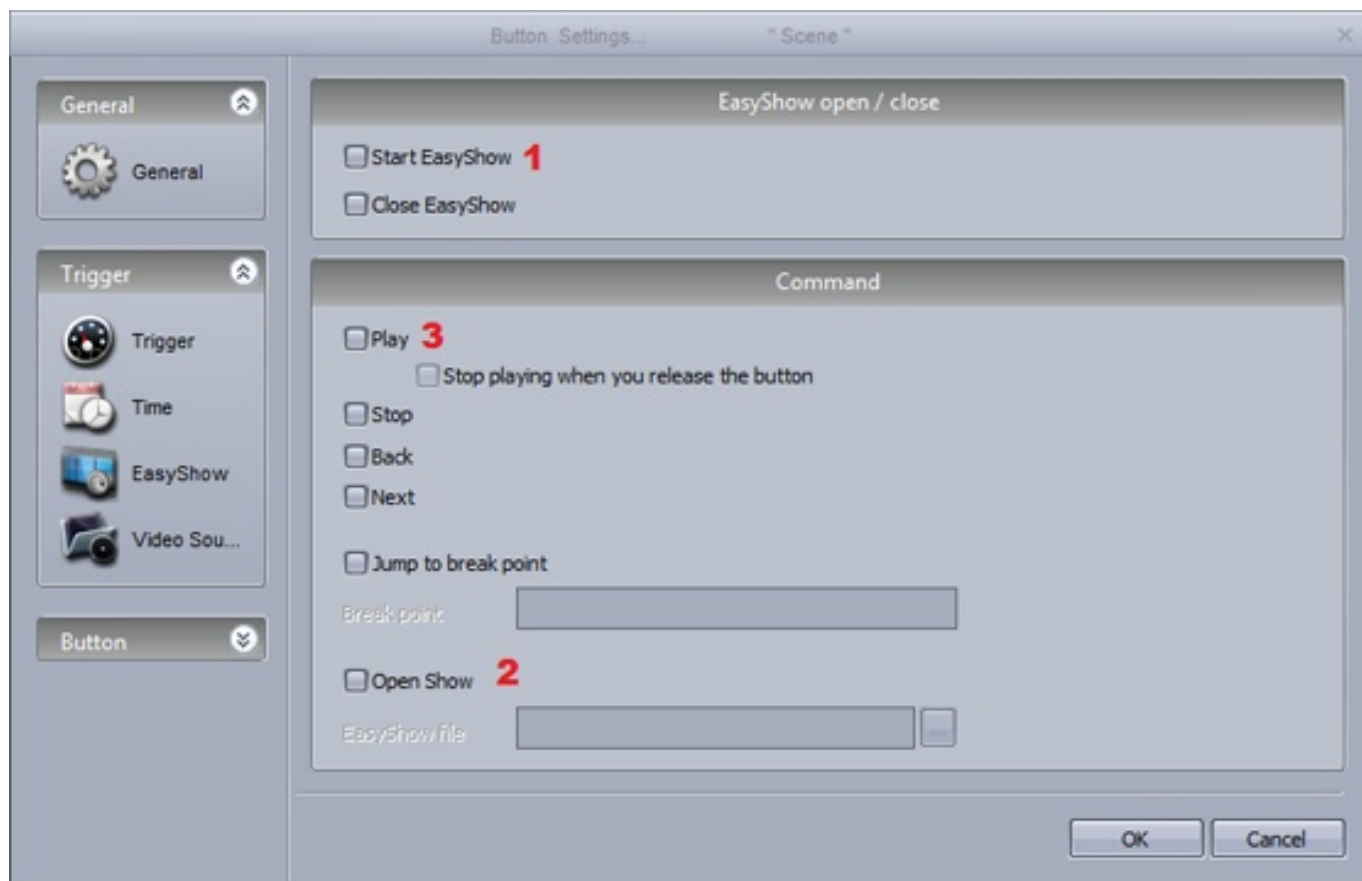 Button Settings... " Scene "
General
General
Trigger
Trigger
Time
EasyShow
Video Sou...
Button
EasyShow open / close
Start EasyShow 1
Close EasyShow
Command
Play 3
Stop playing when you release the button
Stop
Back
Next
Jump to break point
Break point
Open Show 2
EasyShow file
...
OK Cancel